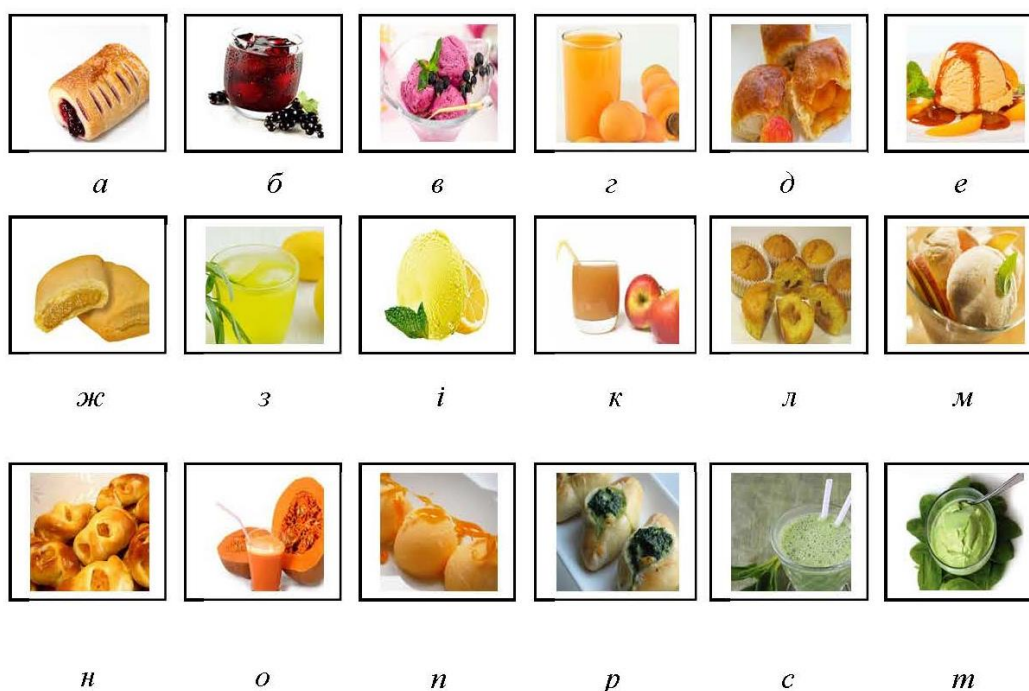 а б в г д е
ж з і к л м
н о п р с т